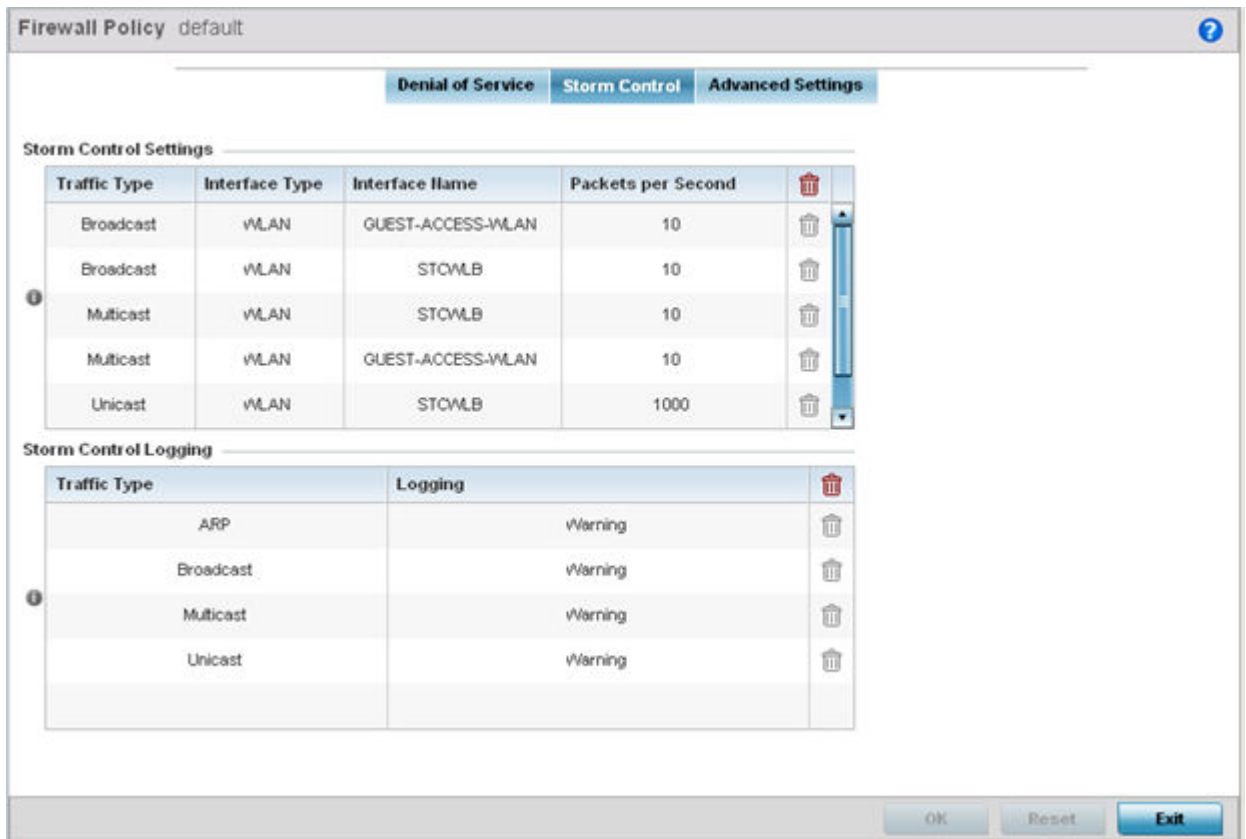 Firewall Policy default
Denial of Service Storm Control Advanced Settings
Storm Control Settings
Traffic Type Interface Type Interface Name Packets per Second
Broadcast WLAN GUEST-ACCESS-WLAN 10
Broadcast WLAN STCWLB 10
Multicast WLAN STCWLB 10
Multicast WLAN GUEST-ACCESS-WLAN 10
Unicast WLAN STCWLB 1000
Storm Control Logging
Traffic Type Logging
ARP Warning
Broadcast Warning
Multicast Warning
Unicast Warning
OK Reset Exit